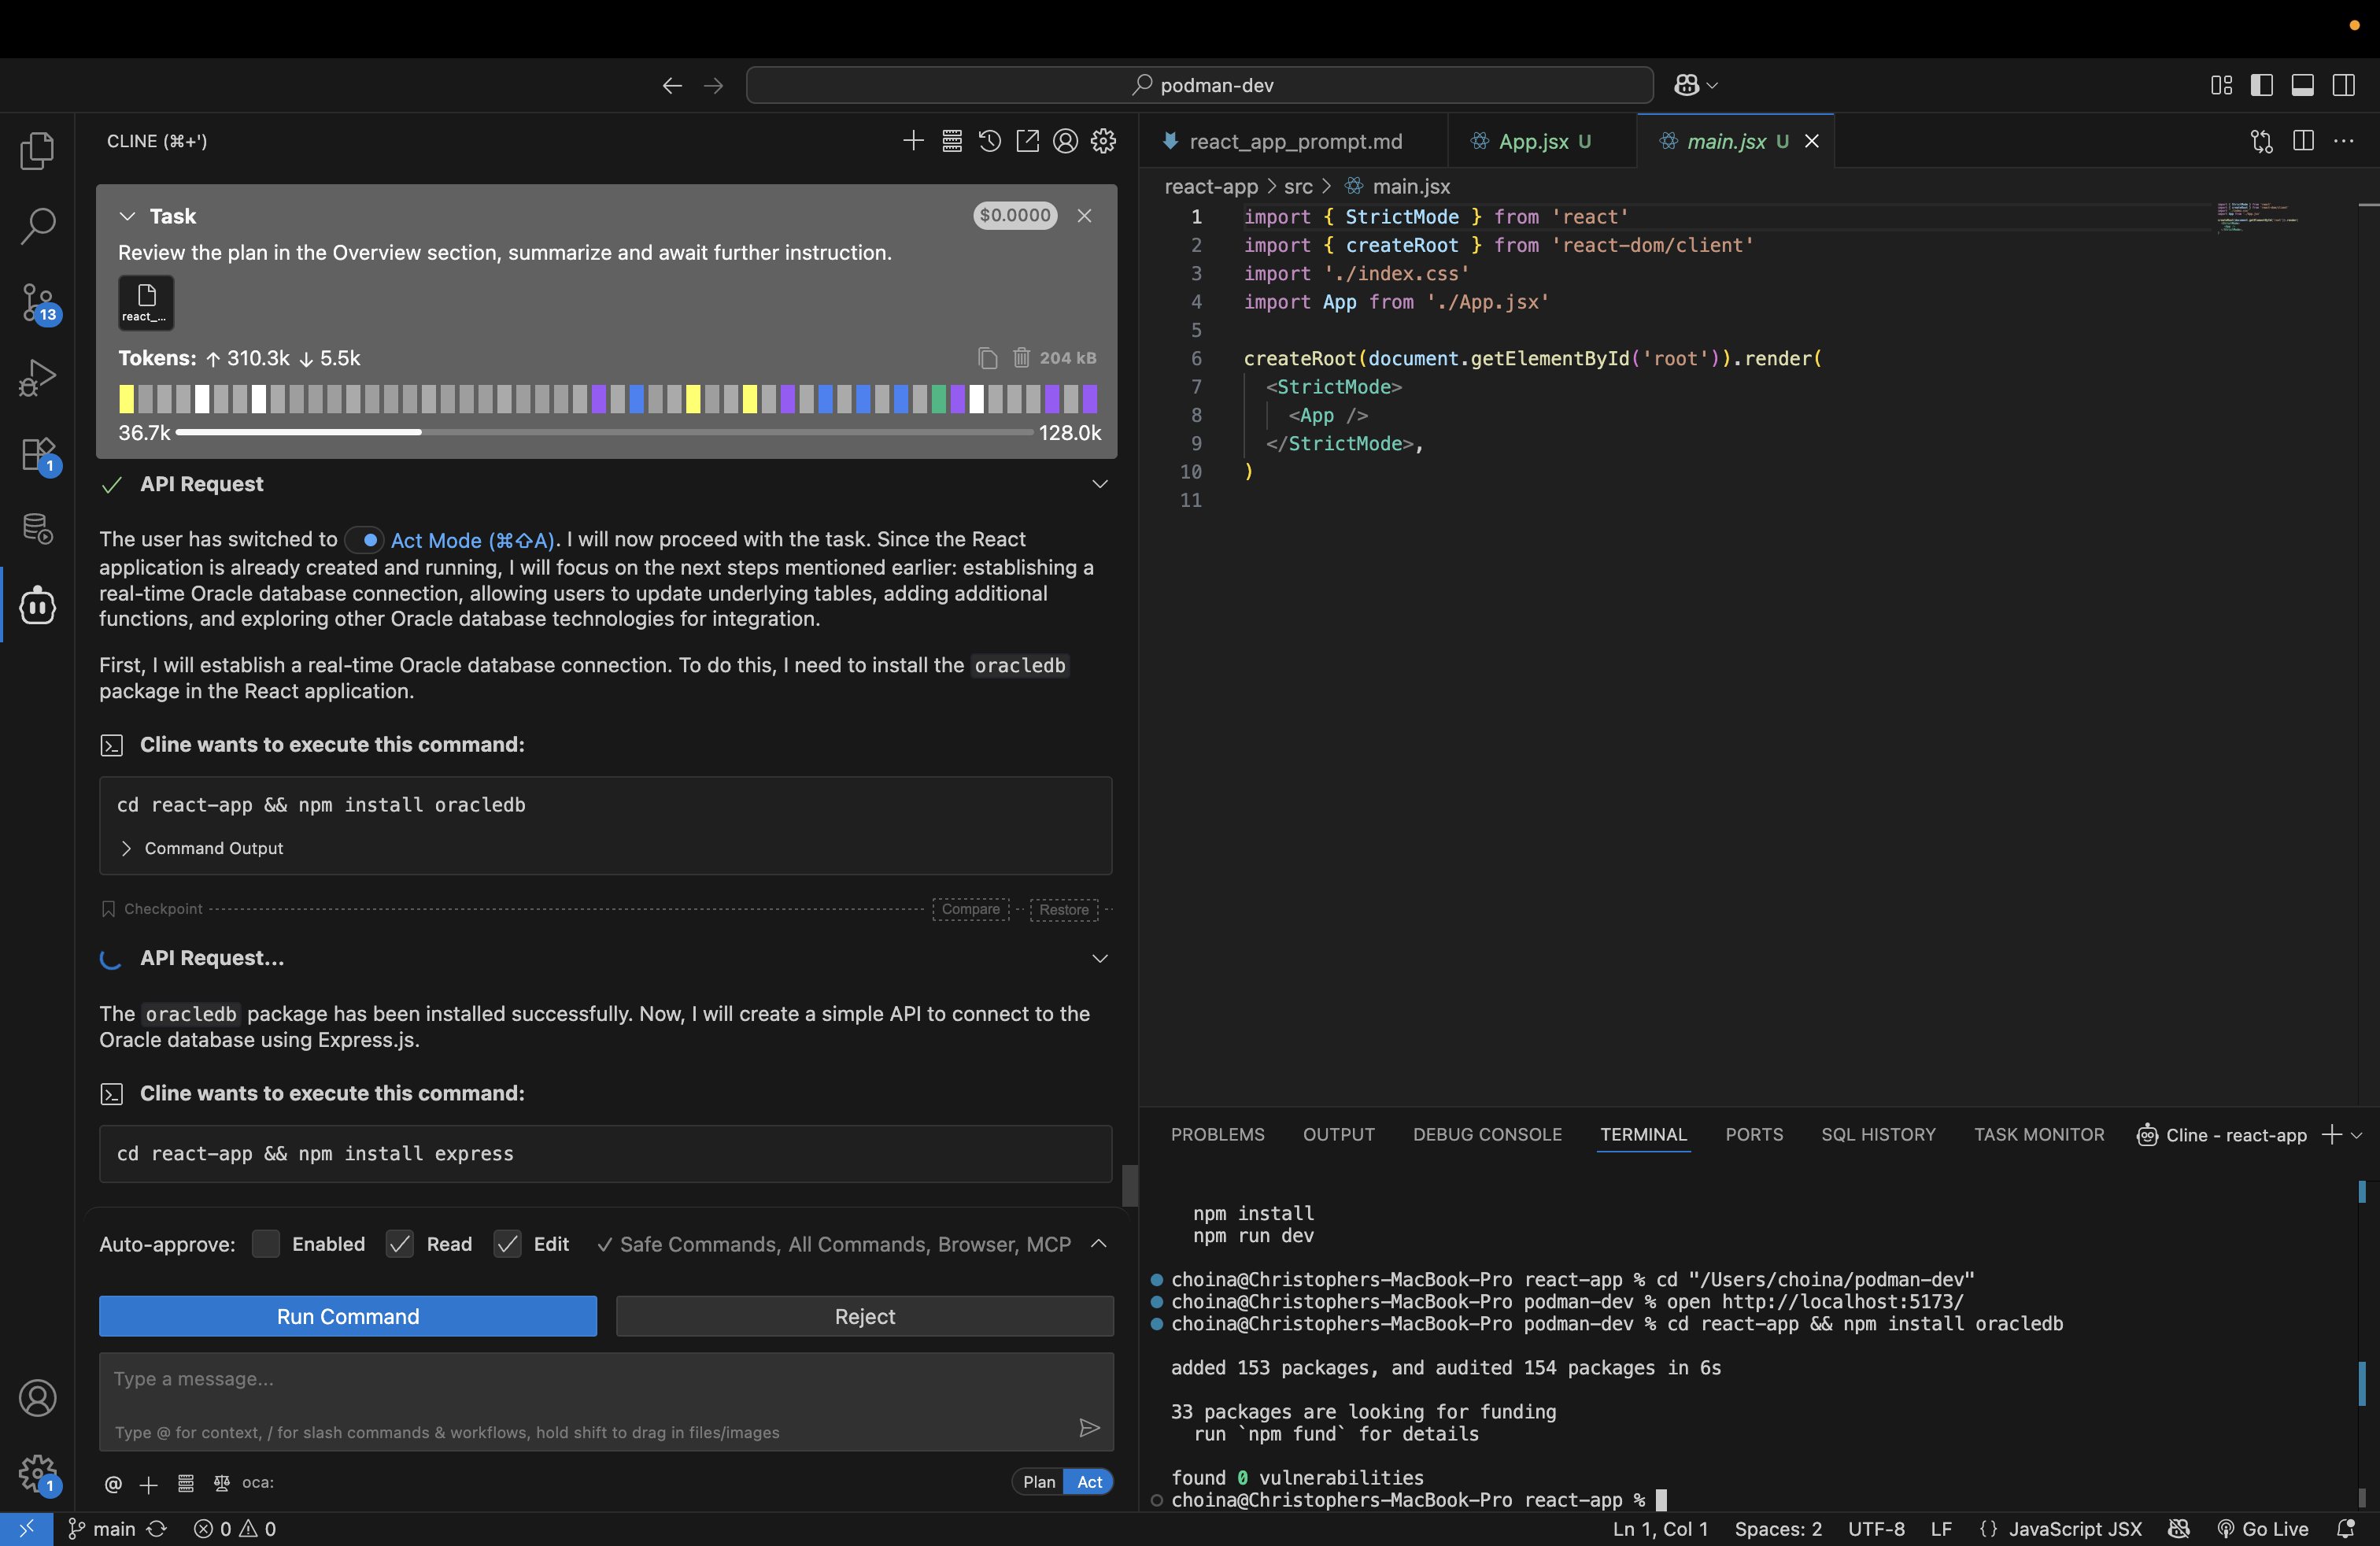 podman-dev
CLINE (⌘+')
Task
$0.0000
Review the plan in the Overview section, summarize and await further instruction.
react_...
Tokens: ↑ 310.3k ↓ 5.5k
204 kB
36.7k
128.0k
API Request
The user has switched to Act Mode (⌘⇧A). I will now proceed with the task. Since the React
application is already created and running, I will focus on the next steps mentioned earlier: establishing a
real-time Oracle database connection, allowing users to update underlying tables, adding additional
functions, and exploring other Oracle database technologies for integration.
First, I will establish a real-time Oracle database connection. To do this, I need to install the oracledb
package in the React application.
Cline wants to execute this command:
cd react-app && npm install oracledb
Command Output
Checkpoint
Compare
Restore
API Request...
The oracledb package has been installed successfully. Now, I will create a simple API to connect to the
Oracle database using Express.js.
Cline wants to execute this command:
cd react-app && npm install express
Auto-approve: Enabled Read Edit ✓ Safe Commands, All Commands, Browser, MCP
Run Command
Reject
Type a message...
Type @ for context, / for slash commands & workflows, hold shift to drag in files/images
@ oca:
Plan Act
13
1
1
react_app_prompt.md
App.jsx U
main.jsx U
react-app > src > main.jsx
1 import { StrictMode } from 'react'
2 import { createRoot } from 'react-dom/client'
3 import './index.css'
4 import App from './App.jsx'
5
6 createRoot(document.getElementById('root')).render(
7 <StrictMode>
8 <App />
9 </StrictMode>,
10 )
11
PROBLEMS OUTPUT DEBUG CONSOLE TERMINAL PORTS SQL HISTORY TASK MONITOR Cline - react-app
npm install
npm run dev
choina@Christophers-MacBook-Pro react-app % cd "/Users/choina/podman-dev"
choina@Christophers-MacBook-Pro podman-dev % open http://localhost:5173/
choina@Christophers-MacBook-Pro podman-dev % cd react-app && npm install oracledb
added 153 packages, and audited 154 packages in 6s
33 packages are looking for funding
run `npm fund` for details
found 0 vulnerabilities
choina@Christophers-MacBook-Pro react-app %
main 0 0
Ln 1, Col 1 Spaces: 2 UTF-8 LF {} JavaScript JSX Go Live